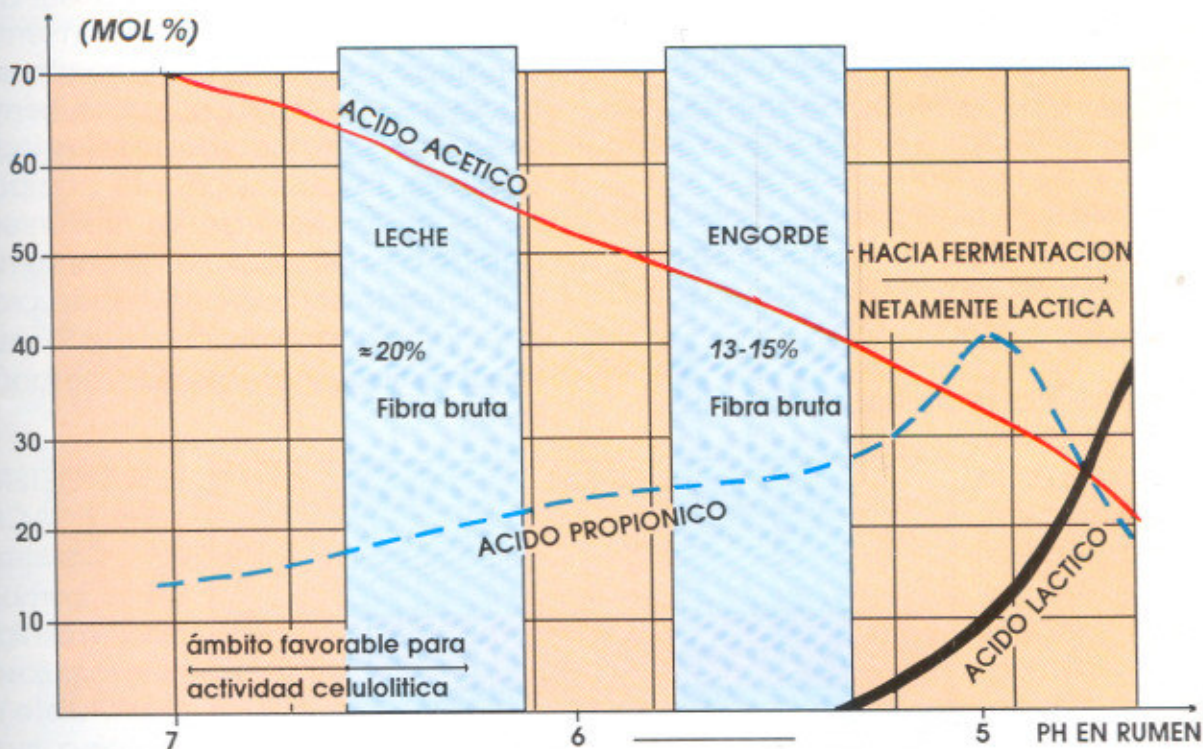 (MOL %)
70
60
50
40
30
20
10
ACIDO ACETICO
LECHE
≈20%
Fibra bruta
ENGORDE
13-15%
Fibra bruta
HACIA FERMENTACION
NETAMENTE LACTICA
ACIDO PROPIONICO
ACIDO LACTICO
ámbito favorable para
actividad celulolitica
7 6 5 PH EN RUMEN